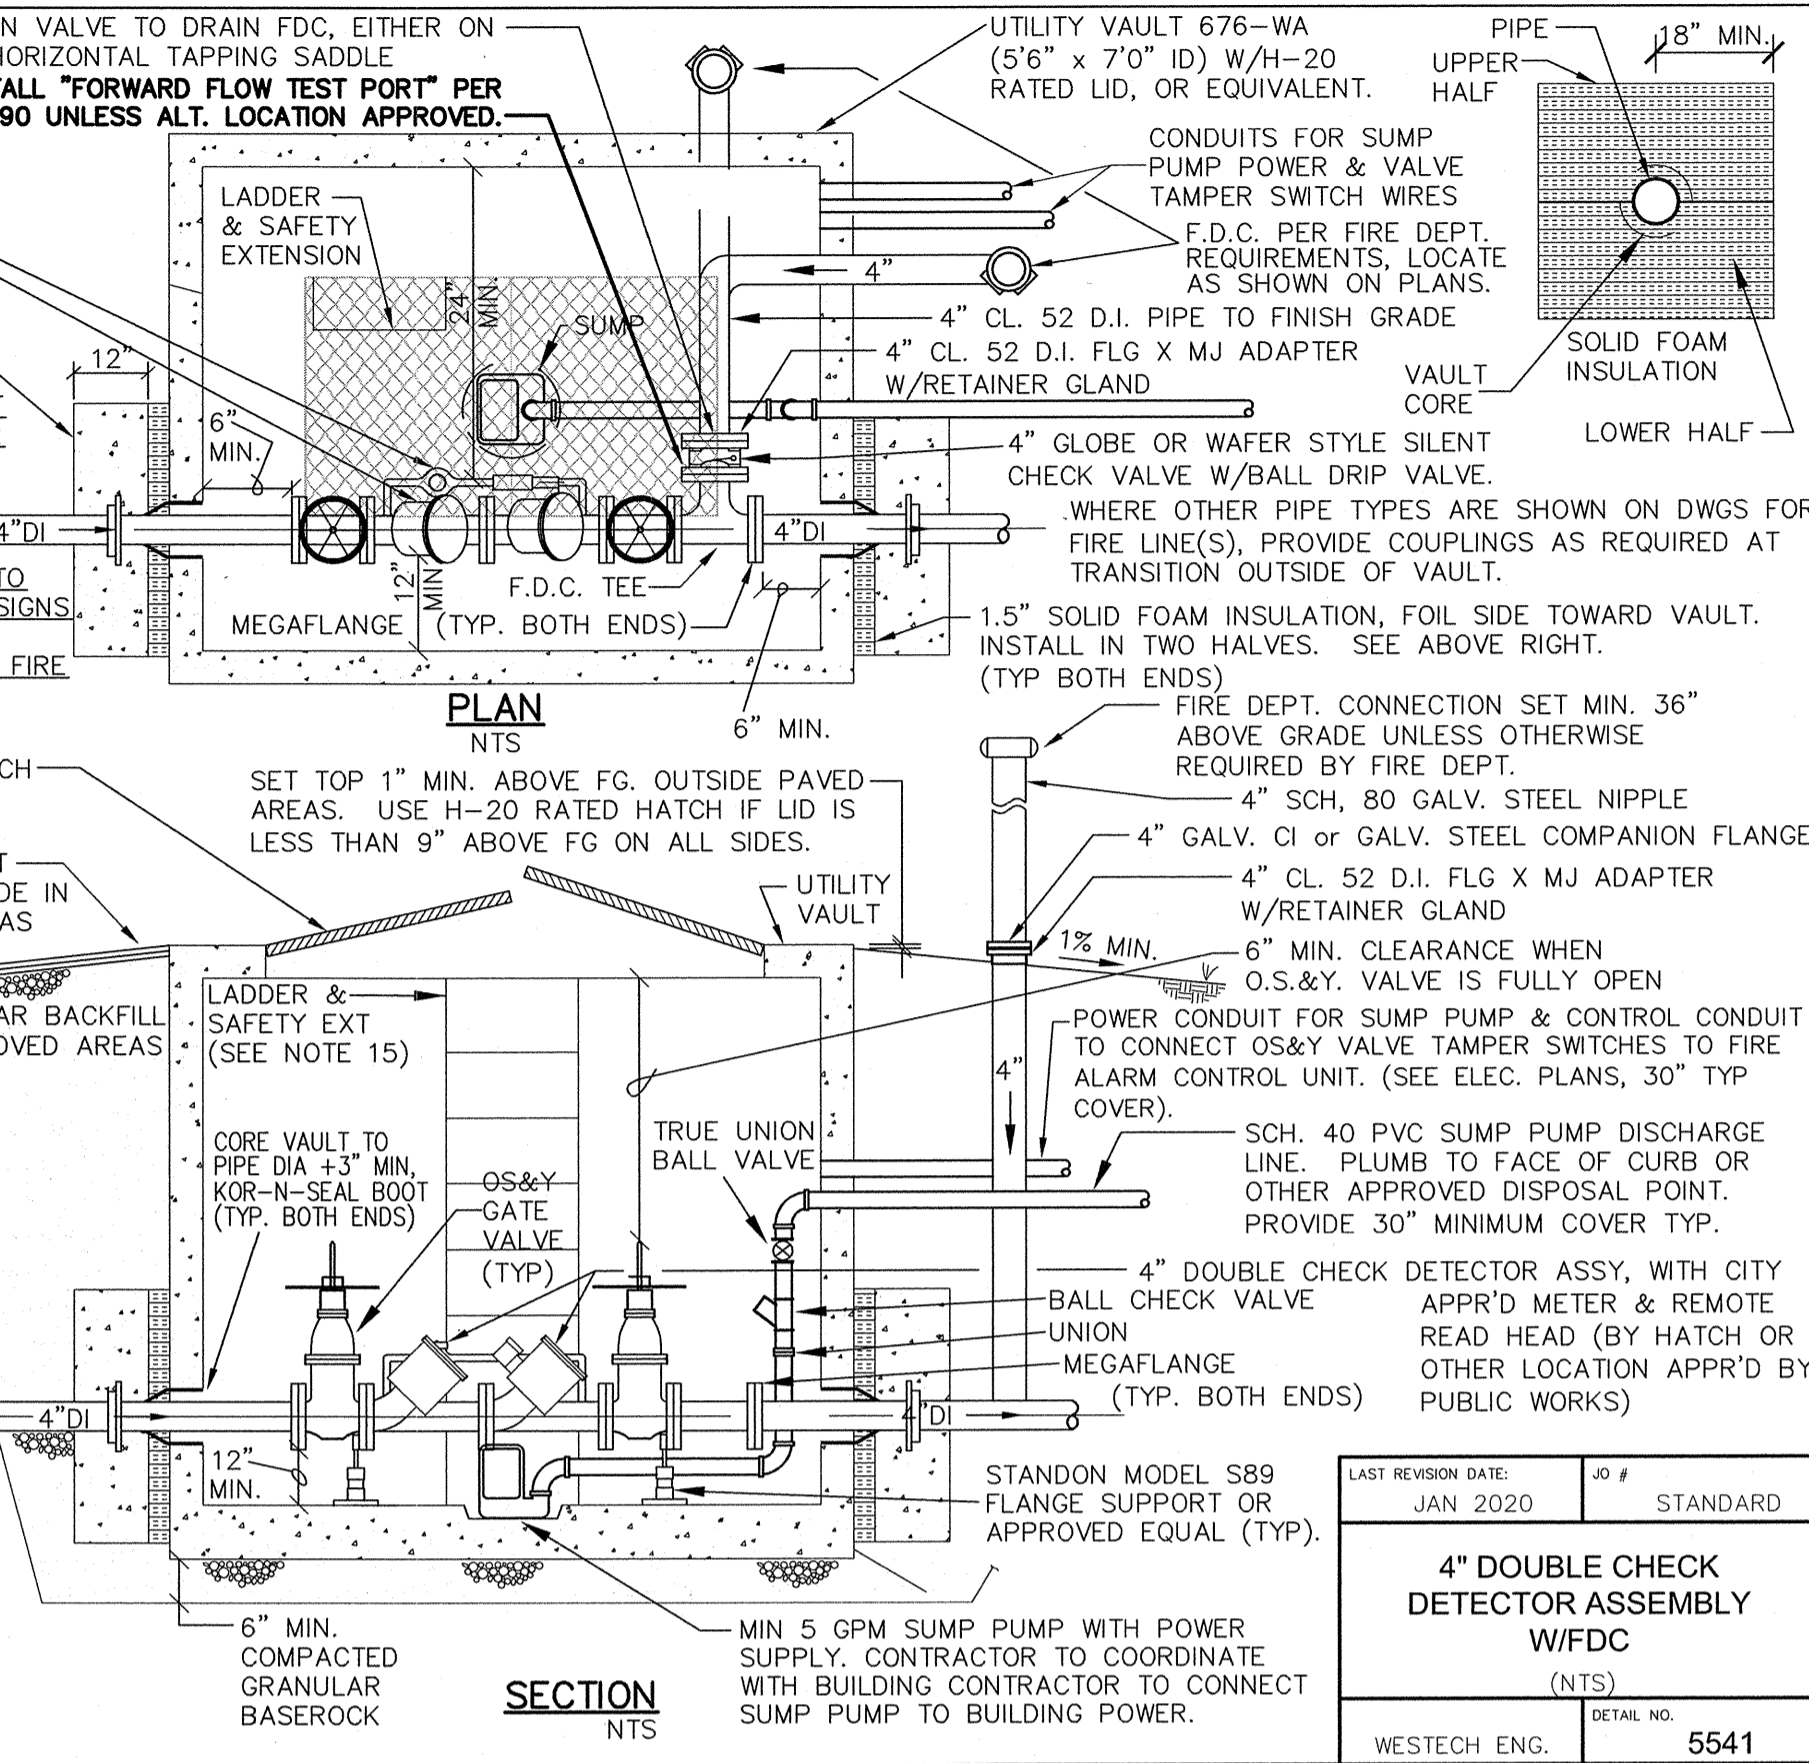 N VALVE TO DRAIN FDC, EITHER ON
HORIZONTAL TAPPING SADDLE
ALL "FORWARD FLOW TEST PORT" PER
90 UNLESS ALT. LOCATION APPROVED.
UTILITY VAULT 676-WA
(5'6" x 7'0" ID) W/H-20
RATED LID, OR EQUIVALENT.
PIPE
18" MIN.
UPPER
HALF
CONDUITS FOR SUMP
PUMP POWER & VALVE
TAMPER SWITCH WIRES
LADDER
& SAFETY
EXTENSION
F.D.C. PER FIRE DEPT.
REQUIREMENTS, LOCATE
AS SHOWN ON PLANS.
4"
24"
MIN.
SUMP
4" CL. 52 D.I. PIPE TO FINISH GRADE
4" CL. 52 D.I. FLG X MJ ADAPTER
W/RETAINER GLAND
SOLID FOAM
INSULATION
VAULT
CORE
LOWER HALF
12"
6"
MIN.
4" GLOBE OR WAFER STYLE SILENT
CHECK VALVE W/BALL DRIP VALVE.
4"DI
4"DI
WHERE OTHER PIPE TYPES ARE SHOWN ON DWGS FOR
FIRE LINE(S), PROVIDE COUPLINGS AS REQUIRED AT
TRANSITION OUTSIDE OF VAULT.
TO
SIGNS
FIRE
12"
MIN
F.D.C. TEE
MEGAFLANGE (TYP. BOTH ENDS)
1.5" SOLID FOAM INSULATION, FOIL SIDE TOWARD VAULT.
INSTALL IN TWO HALVES. SEE ABOVE RIGHT.
(TYP BOTH ENDS)
PLAN
NTS
6" MIN.
FIRE DEPT. CONNECTION SET MIN. 36"
ABOVE GRADE UNLESS OTHERWISE
REQUIRED BY FIRE DEPT.
CH
SET TOP 1" MIN. ABOVE FG. OUTSIDE PAVED
AREAS. USE H-20 RATED HATCH IF LID IS
LESS THAN 9" ABOVE FG ON ALL SIDES.
4" SCH, 80 GALV. STEEL NIPPLE
4" GALV. CI or GALV. STEEL COMPANION FLANGE
T
DE IN
AS
UTILITY
VAULT
4" CL. 52 D.I. FLG X MJ ADAPTER
W/RETAINER GLAND
1% MIN.
6" MIN. CLEARANCE WHEN
O.S.&Y. VALVE IS FULLY OPEN
AR BACKFILL
OVED AREAS
LADDER &
SAFETY EXT
(SEE NOTE 15)
POWER CONDUIT FOR SUMP PUMP & CONTROL CONDUIT
TO CONNECT OS&Y VALVE TAMPER SWITCHES TO FIRE
ALARM CONTROL UNIT. (SEE ELEC. PLANS, 30" TYP
COVER).
4"
CORE VAULT TO
PIPE DIA +3" MIN,
KOR-N-SEAL BOOT
(TYP. BOTH ENDS)
OS&Y
GATE
VALVE
(TYP)
TRUE UNION
BALL VALVE
SCH. 40 PVC SUMP PUMP DISCHARGE
LINE. PLUMB TO FACE OF CURB OR
OTHER APPROVED DISPOSAL POINT.
PROVIDE 30" MINIMUM COVER TYP.
4" DOUBLE CHECK DETECTOR ASSY, WITH CITY
APPR'D METER & REMOTE
READ HEAD (BY HATCH OR
OTHER LOCATION APPR'D BY
PUBLIC WORKS)
BALL CHECK VALVE
UNION
MEGAFLANGE
(TYP. BOTH ENDS)
4"DI
4"DI
12"
MIN.
STANDON MODEL S89
FLANGE SUPPORT OR
APPROVED EQUAL (TYP).
6" MIN.
COMPACTED
GRANULAR
BASEROCK
SECTION
NTS
MIN 5 GPM SUMP PUMP WITH POWER
SUPPLY. CONTRACTOR TO COORDINATE
WITH BUILDING CONTRACTOR TO CONNECT
SUMP PUMP TO BUILDING POWER.
LAST REVISION DATE:
JAN 2020
JO #
STANDARD
4" DOUBLE CHECK
DETECTOR ASSEMBLY
W/FDC
(NTS)
WESTECH ENG.
DETAIL NO.
5541